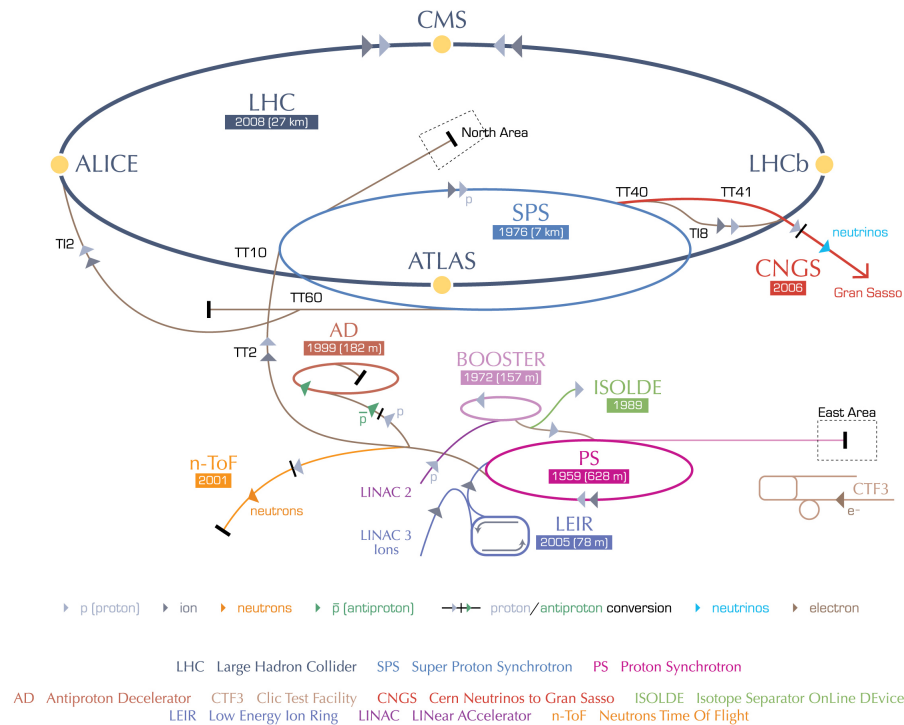 CMS
LHC
2008 (27 km)
North Area
ALICE
LHCb
TT40
TT41
SPS
1976 (7 km)
p
TI8
neutrinos
TI2
TT10
ATLAS
CNGS
2006
Gran Sasso
TT60
AD
1999 (182 m)
TT2
BOOSTER
1972 (157 m)
ISOLDE
1989
p
p̅
East Area
n-ToF
2001
PS
1959 (628 m)
p
LINAC 2
neutrons
CTF3
e-
LEIR
2005 (78 m)
LINAC 3
Ions
p (proton) ion neutrons p̅ (antiproton) proton/antiproton conversion neutrinos electron
LHC Large Hadron Collider SPS Super Proton Synchrotron PS Proton Synchrotron
AD Antiproton Decelerator CTF3 Clic Test Facility CNGS Cern Neutrinos to Gran Sasso ISOLDE Isotope Separator OnLine DEvice
LEIR Low Energy Ion Ring LINAC LINear ACcelerator n-ToF Neutrons Time Of Flight